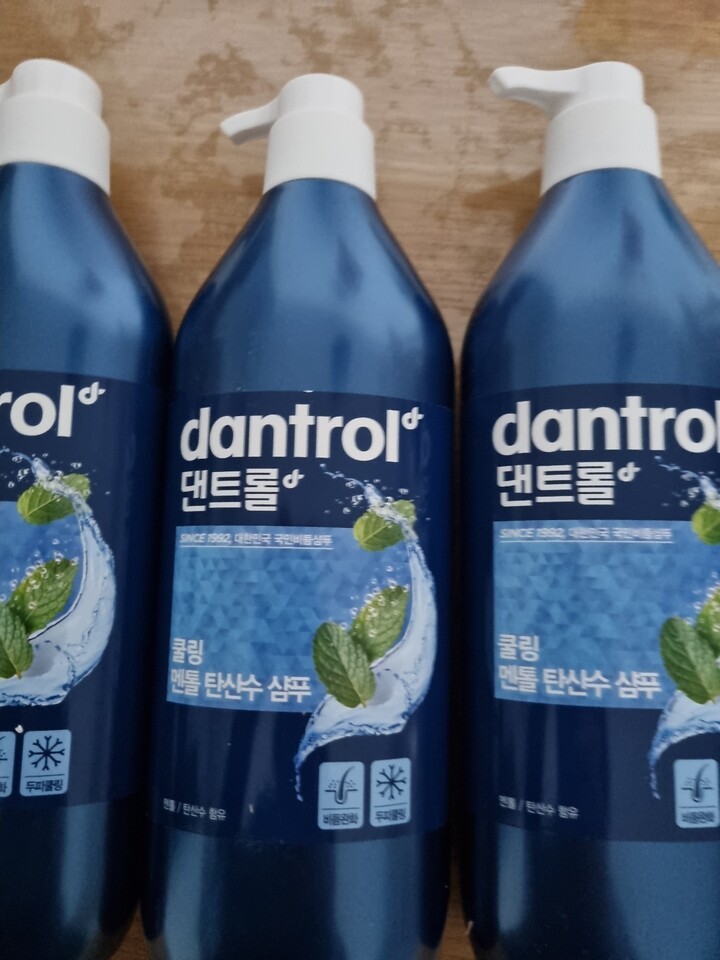 rol
화
두피쿨링
dantrol
댄트롤
SINCE 1992, 대한민국 국민비듬샴푸
쿨링
멘톨 탄산수 샴푸
멘톨 / 탄산수 함유
비듬완화
두피쿨링
dantrol
댄트롤
SINCE 1992, 대한민국 국민비듬샴푸
쿨링
멘톨 탄산수 샴푸
멘톨 / 탄산수 함유
비듬완화